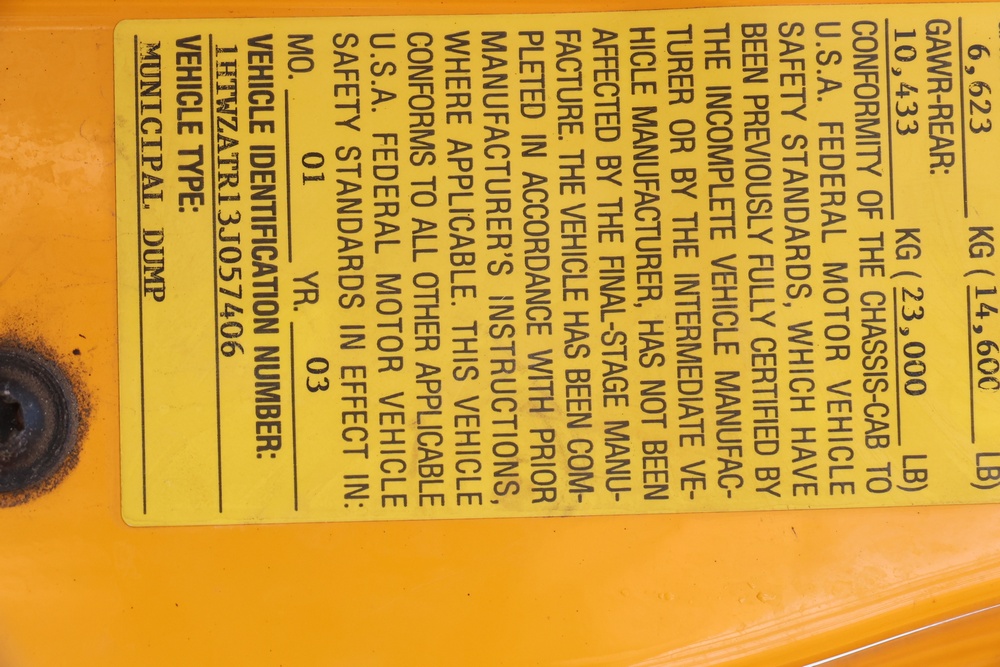 6,623 KG (14,600 LB)
GAWR-REAR:
10,433 KG (23,000 LB)
CONFORMITY OF THE CHASSIS-CAB TO
U.S.A. FEDERAL MOTOR VEHICLE
SAFETY STANDARDS, WHICH HAVE
BEEN PREVIOUSLY FULLY CERTIFIED BY
THE INCOMPLETE VEHICLE MANUFAC-
TURER OR BY THE INTERMEDIATE VE-
HICLE MANUFACTURER, HAS NOT BEEN
AFFECTED BY THE FINAL-STAGE MANU-
FACTURE. THE VEHICLE HAS BEEN COM-
PLETED IN ACCORDANCE WITH PRIOR
MANUFACTURER'S INSTRUCTIONS,
WHERE APPLICABLE. THIS VEHICLE
CONFORMS TO ALL OTHER APPLICABLE
U.S.A. FEDERAL MOTOR VEHICLE
SAFETY STANDARDS IN EFFECT IN:
MO. 01 YR. 03
VEHICLE IDENTIFICATION NUMBER:
1HTWZATR13J057406
VEHICLE TYPE:
MUNICIPAL DUMP